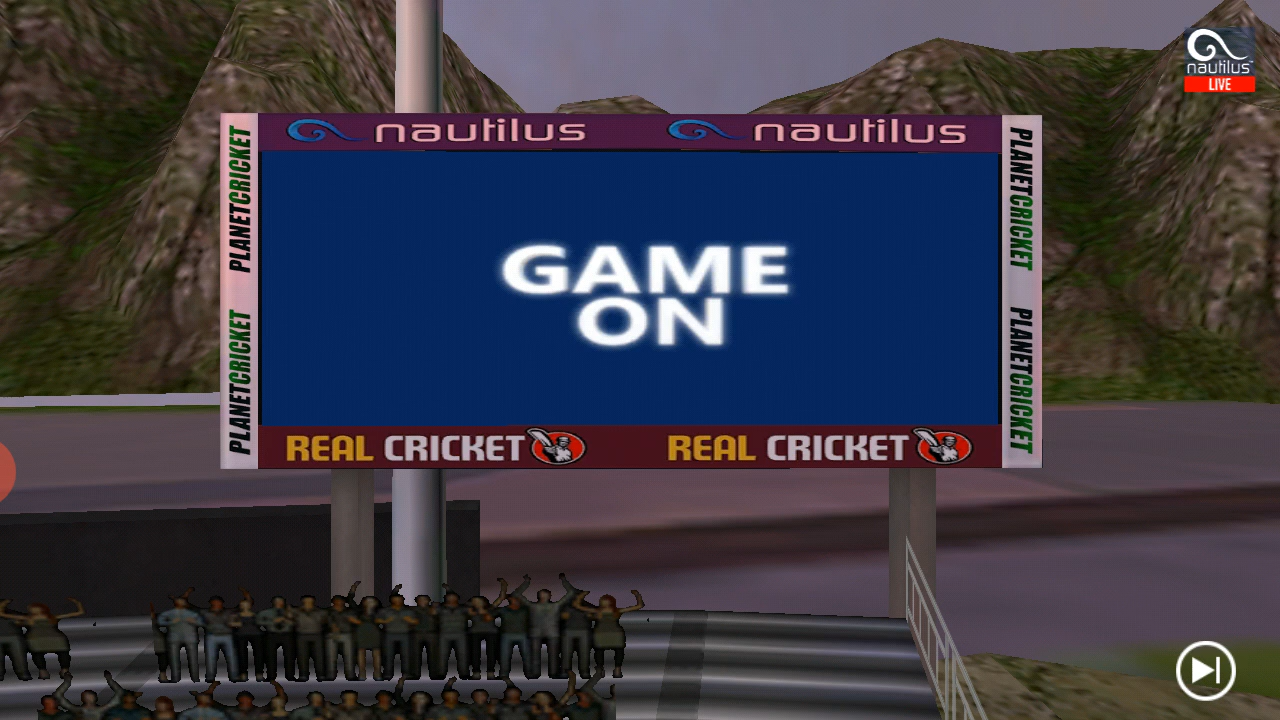 nautilus
LIVE
nautilus nautilus
PLANETCRICKET
PLANETCRICKET
GAME
ON
PLANETCRICKET
PLANETCRICKET
REAL CRICKET REAL CRICKET